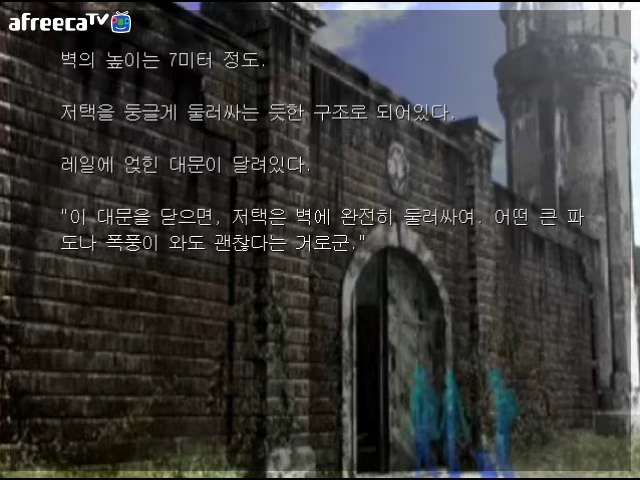 afreecaTV
벽의 높이는 7미터 정도.
저택을 둥글게 둘러싸는 듯한 구조로 되어있다.
레일에 얹힌 대문이 달려있다.
"이 대문을 닫으면, 저택은 벽에 완전히 둘러싸여. 어떤 큰 파
도나 폭풍이 와도 괜찮다는 거로군."